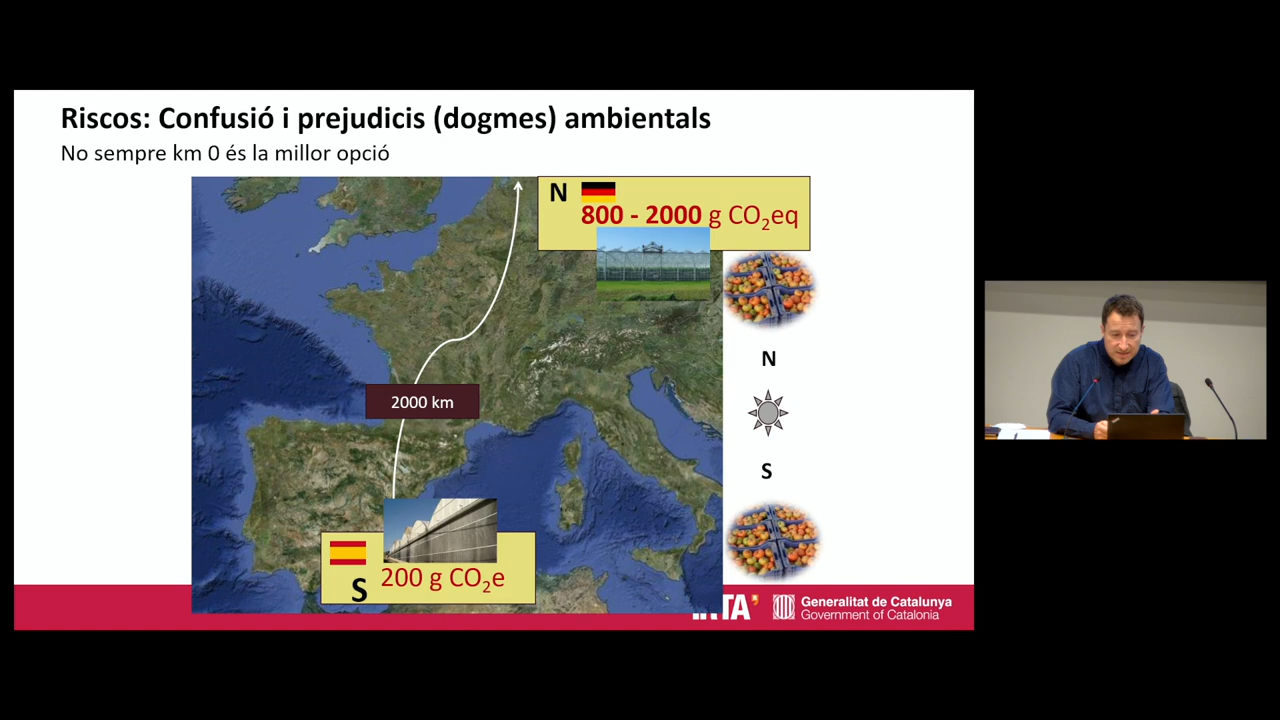 Riscos: Confusió i prejudicis (dogmes) ambientals
No sempre km 0 és la millor opció
N
800 - 2000 g CO₂eq
N
2000 km
S
200 g CO₂e
S
IRTA
Generalitat de Catalunya
Government of Catalonia